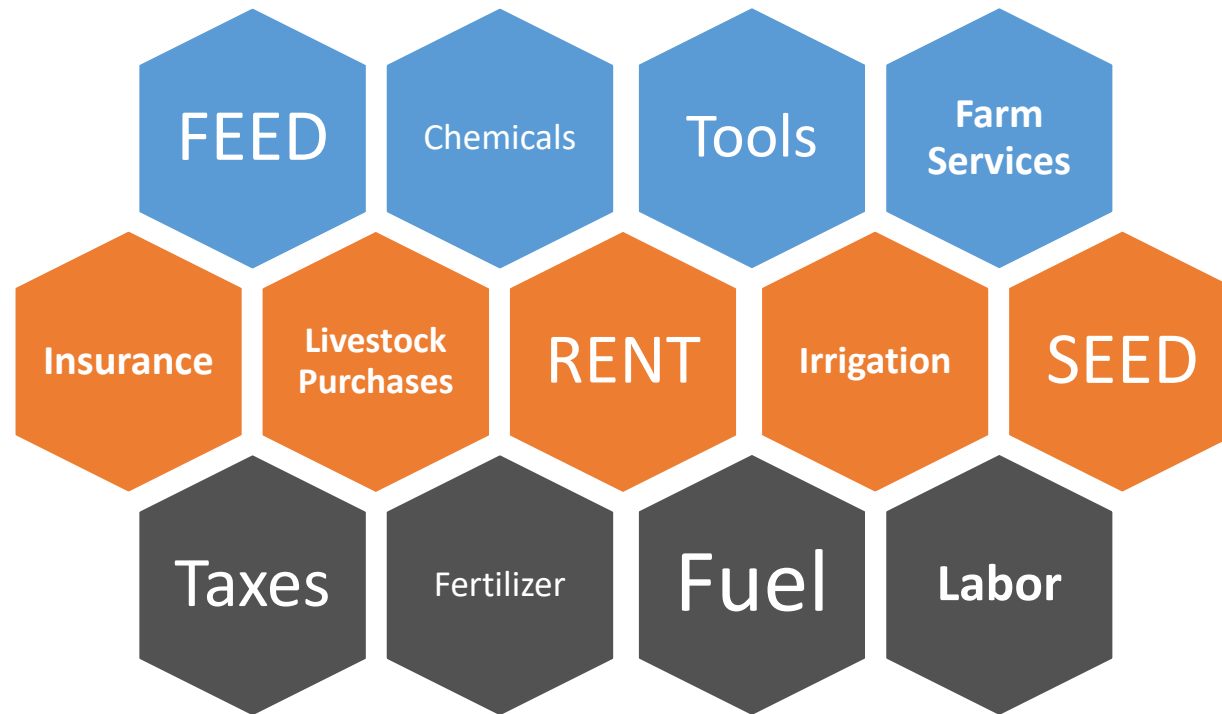 FEED
Chemicals
Tools
Farm
Services
Insurance
Livestock
Purchases
RENT
Irrigation
SEED
Taxes
Fertilizer
Fuel
Labor